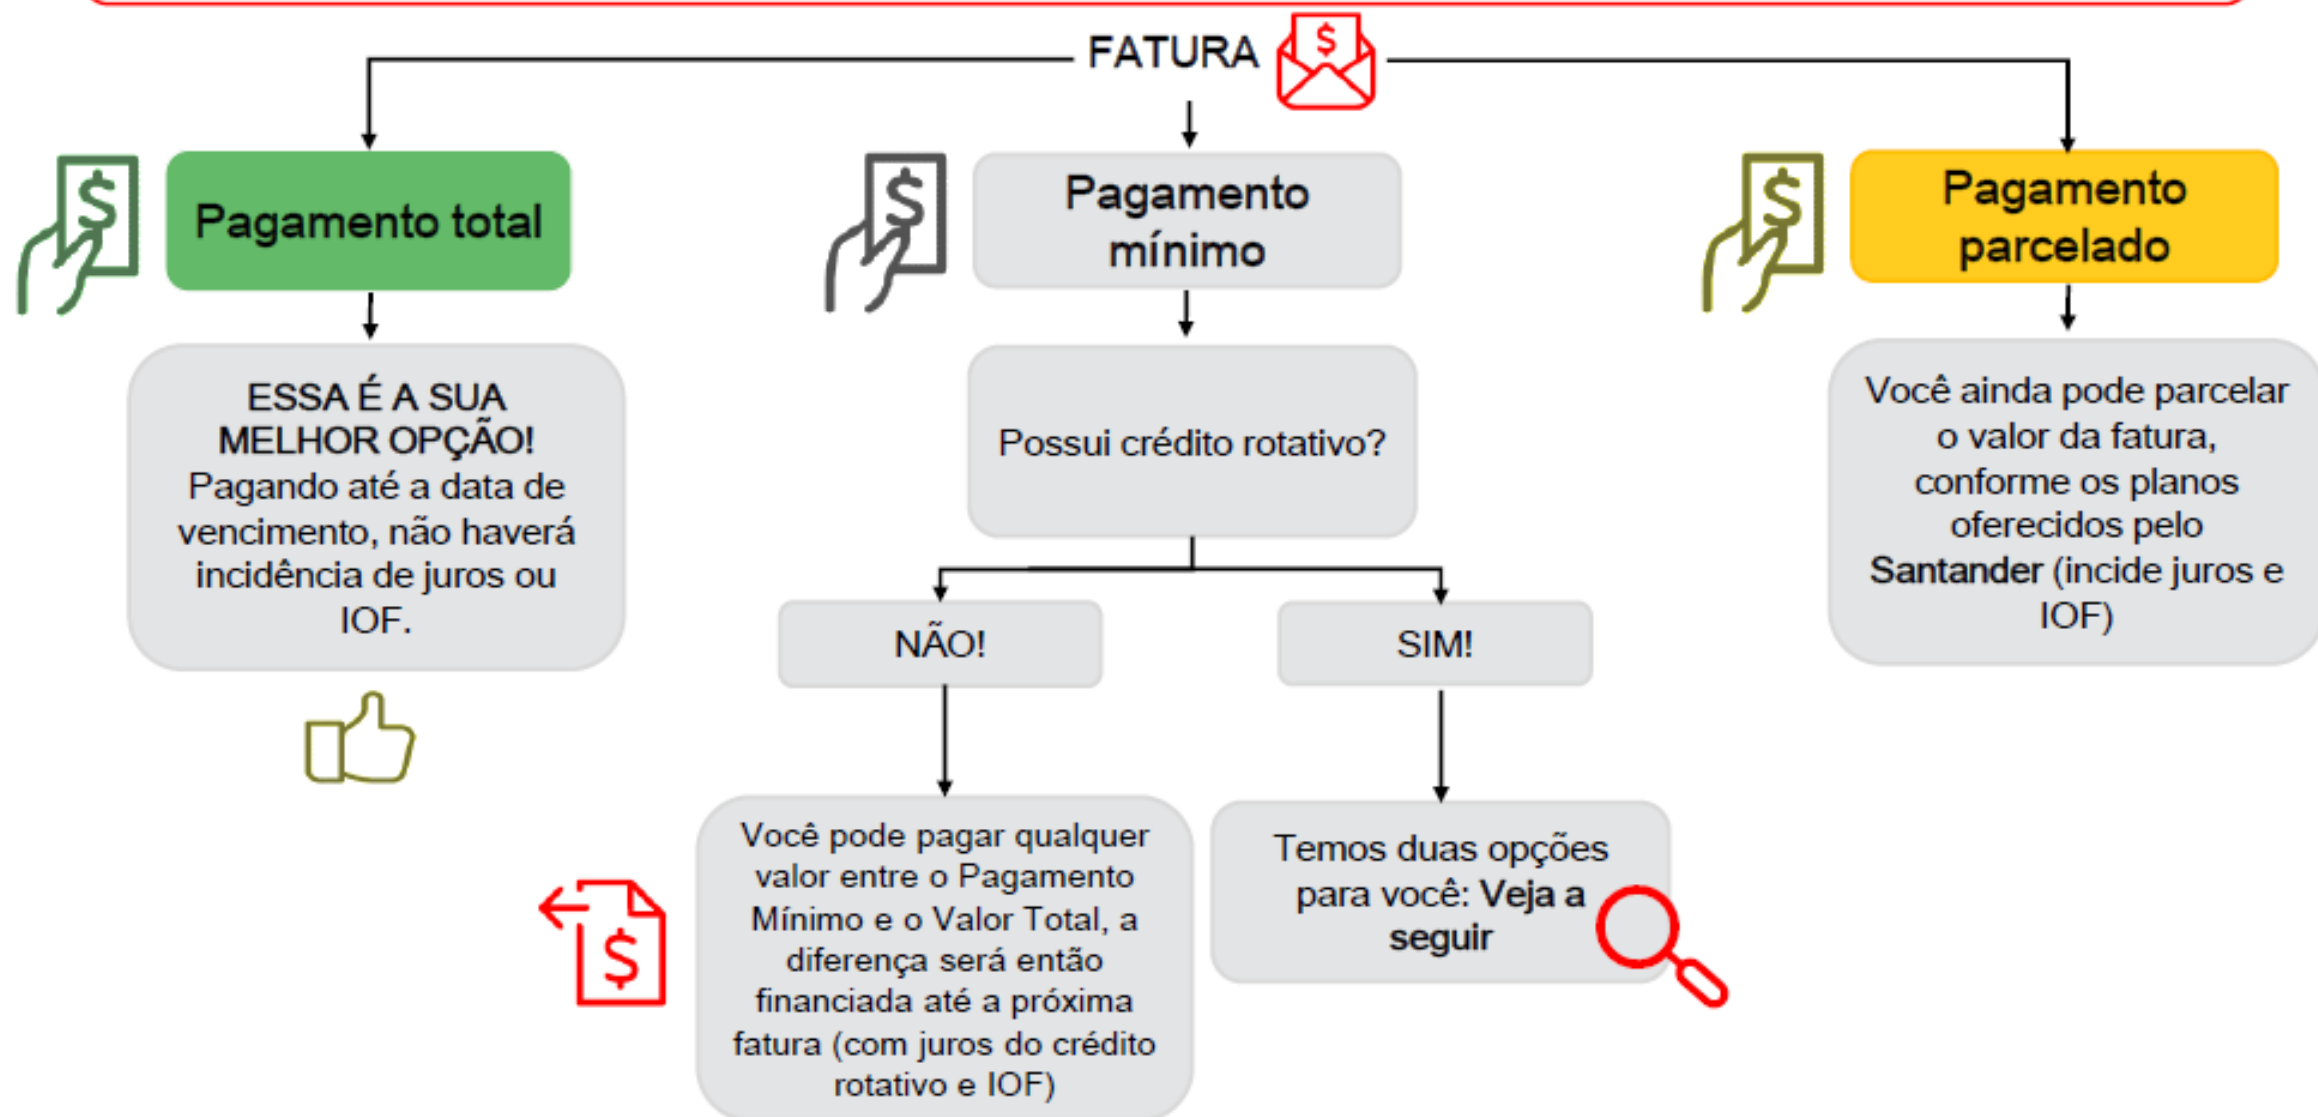 FATURA
$
$
Pagamento total
$
Pagamento
mínimo
$
Pagamento
parcelado
ESSA É A SUA
MELHOR OPÇÃO!
Pagando até a data de
vencimento, não haverá
incidência de juros ou
IOF.
Possui crédito rotativo?
Você ainda pode parcelar
o valor da fatura,
conforme os planos
oferecidos pelo
Santander (incide juros e
IOF)
NÃO!
SIM!
Você pode pagar qualquer
valor entre o Pagamento
Mínimo e o Valor Total, a
diferença será então
financiada até a próxima
fatura (com juros do crédito
rotativo e IOF)
$
Temos duas opções
para você: Veja a
seguir